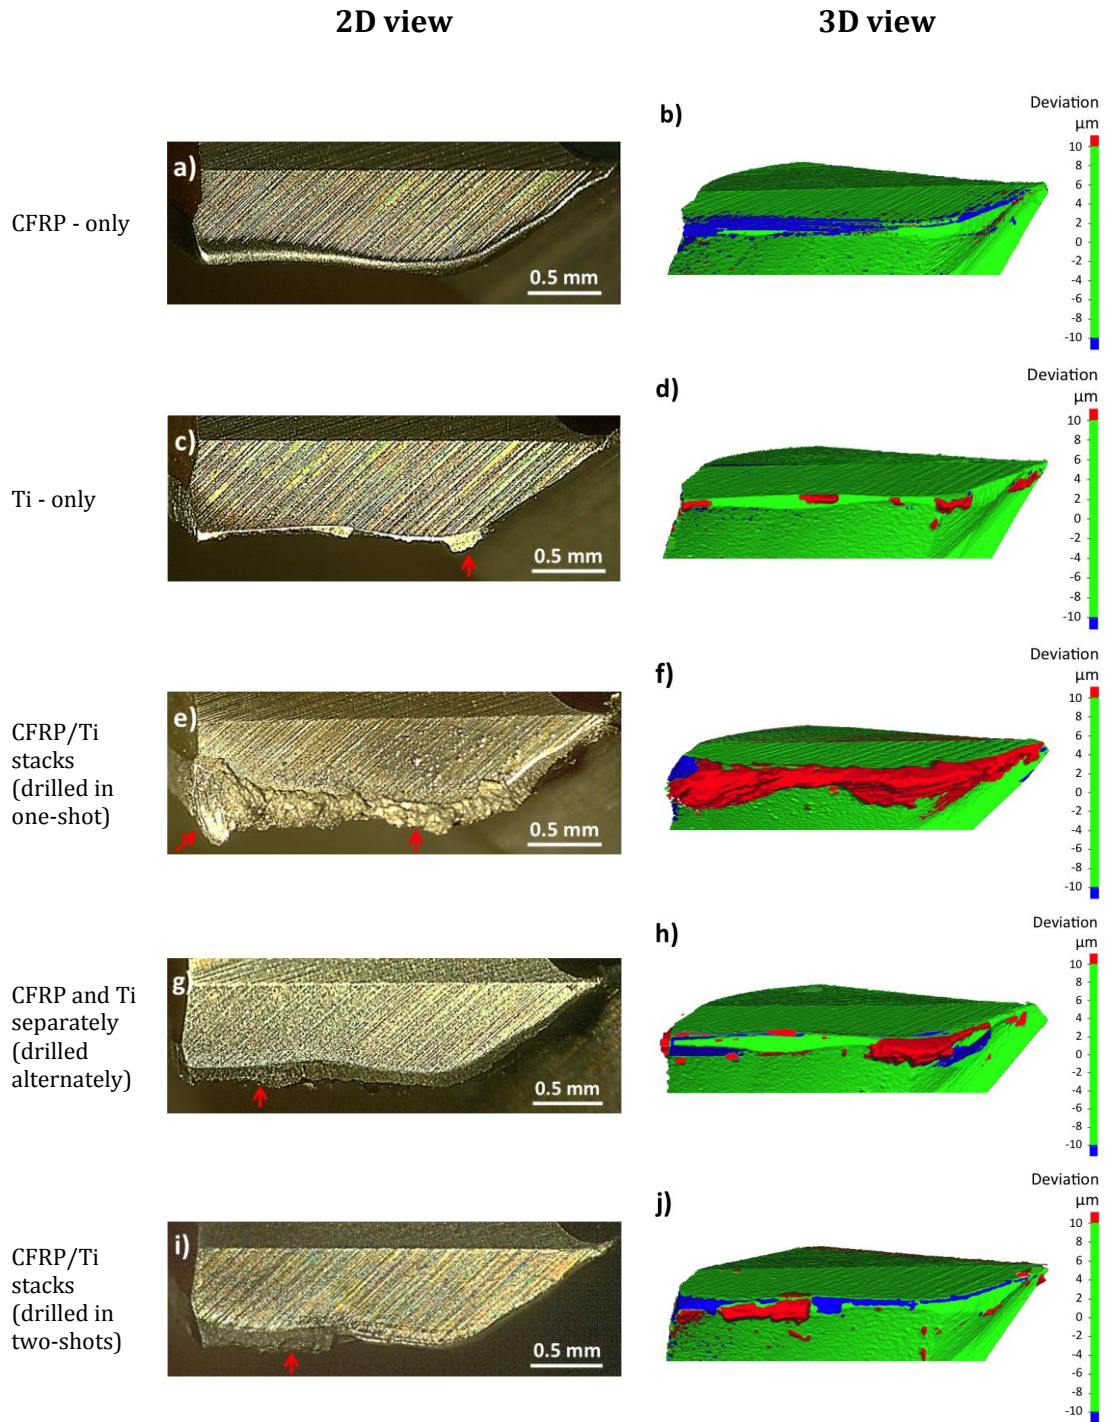 2D view
3D view
CFRP - only
a)
0.5 mm
b)
Deviation
μm
10
8
6
4
2
0
-2
-4
-6
-8
-10
Ti - only
c)
0.5 mm
d)
Deviation
μm
10
8
6
4
2
0
-2
-4
-6
-8
-10
CFRP/Ti
stacks
(drilled in
one-shot)
e)
0.5 mm
f)
Deviation
μm
10
8
6
4
2
0
-2
-4
-6
-8
-10
CFRP and Ti
separately
(drilled
alternately)
g)
0.5 mm
h)
Deviation
μm
10
8
6
4
2
0
-2
-4
-6
-8
-10
CFRP/Ti
stacks
(drilled in
two-shots)
i)
0.5 mm
j)
Deviation
μm
10
8
6
4
2
0
-2
-4
-6
-8
-10